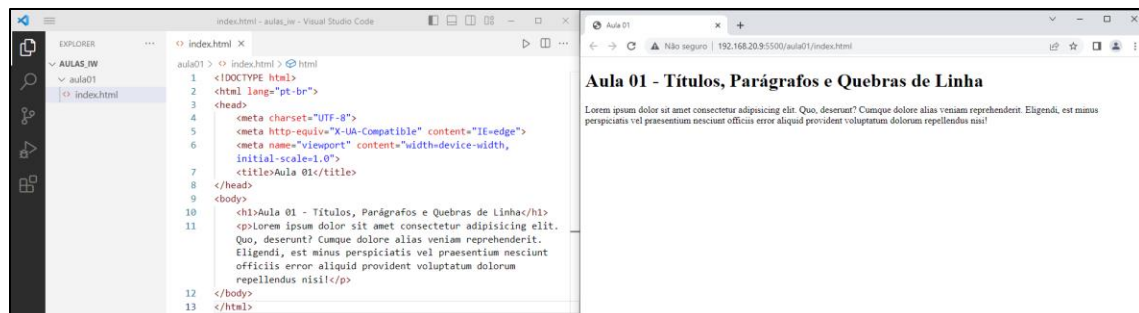 index.html - aulas_iw - Visual Studio Code
EXPLORER
index.html
AULAS_IW
aula01
index.html
aula01 > index.html > html
1 <!DOCTYPE html>
2 <html lang="pt-br">
3 <head>
4 <meta charset="UTF-8">
5 <meta http-equiv="X-UA-Compatible" content="IE=edge">
6 <meta name="viewport" content="width=device-width,
initial-scale=1.0">
7 <title>Aula 01</title>
8 </head>
9 <body>
10 <h1>Aula 01 - Títulos, Parágrafos e Quebras de Linha</h1>
11 <p>Lorem ipsum dolor sit amet consectetur adipisicing elit.
Quo, deserunt? Cumque dolore alias veniam reprehenderit.
Eligendi, est minus perspiciatis vel praesentium nesciunt
officiis error aliquid provident voluptatum dolorum
repellendus nisi!</p>
12 </body>
13 </html>
Aula 01
Não seguro | 192.168.20.9:5500/aula01/index.html
Aula 01 - Títulos, Parágrafos e Quebras de Linha
Lorem ipsum dolor sit amet consectetur adipisicing elit. Quo, deserunt? Cumque dolore alias veniam reprehenderit. Eligendi, est minus
perspiciatis vel praesentium nesciunt officiis error aliquid provident voluptatum dolorum repellendus nisi!